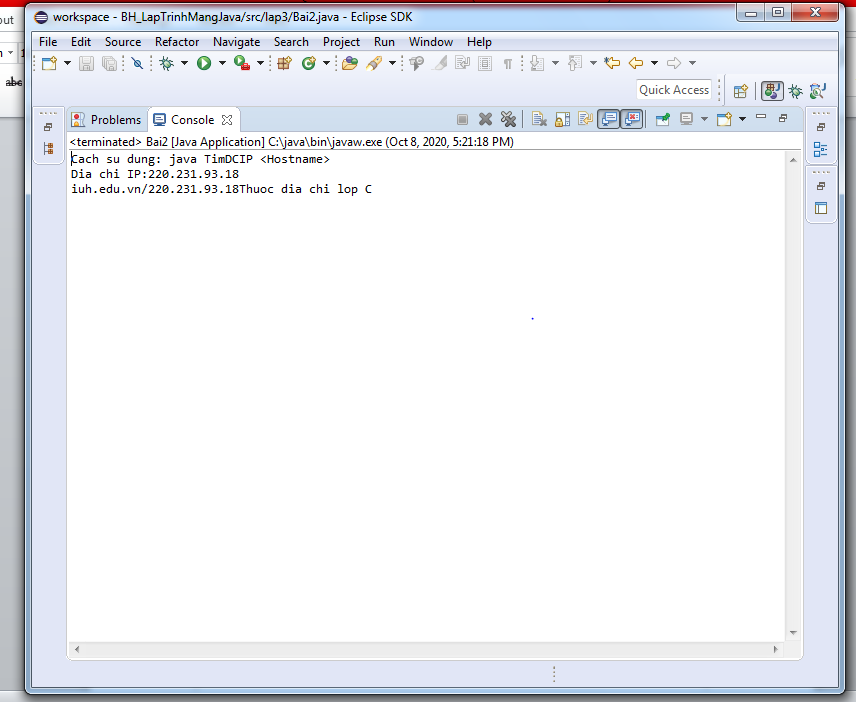 out
workspace - BH_LapTrinhMangJava/src/lap3/Bai2.java - Eclipse SDK
File Edit Source Refactor Navigate Search Project Run Window Help
abc
Quick Access
Problems Console
<terminated> Bai2 [Java Application] C:\java\bin\javaw.exe (Oct 8, 2020, 5:21:18 PM)
Cach su dung: java TimDCIP <Hostname>
Dia chi IP:220.231.93.18
iuh.edu.vn/220.231.93.18Thuoc dia chi lop C